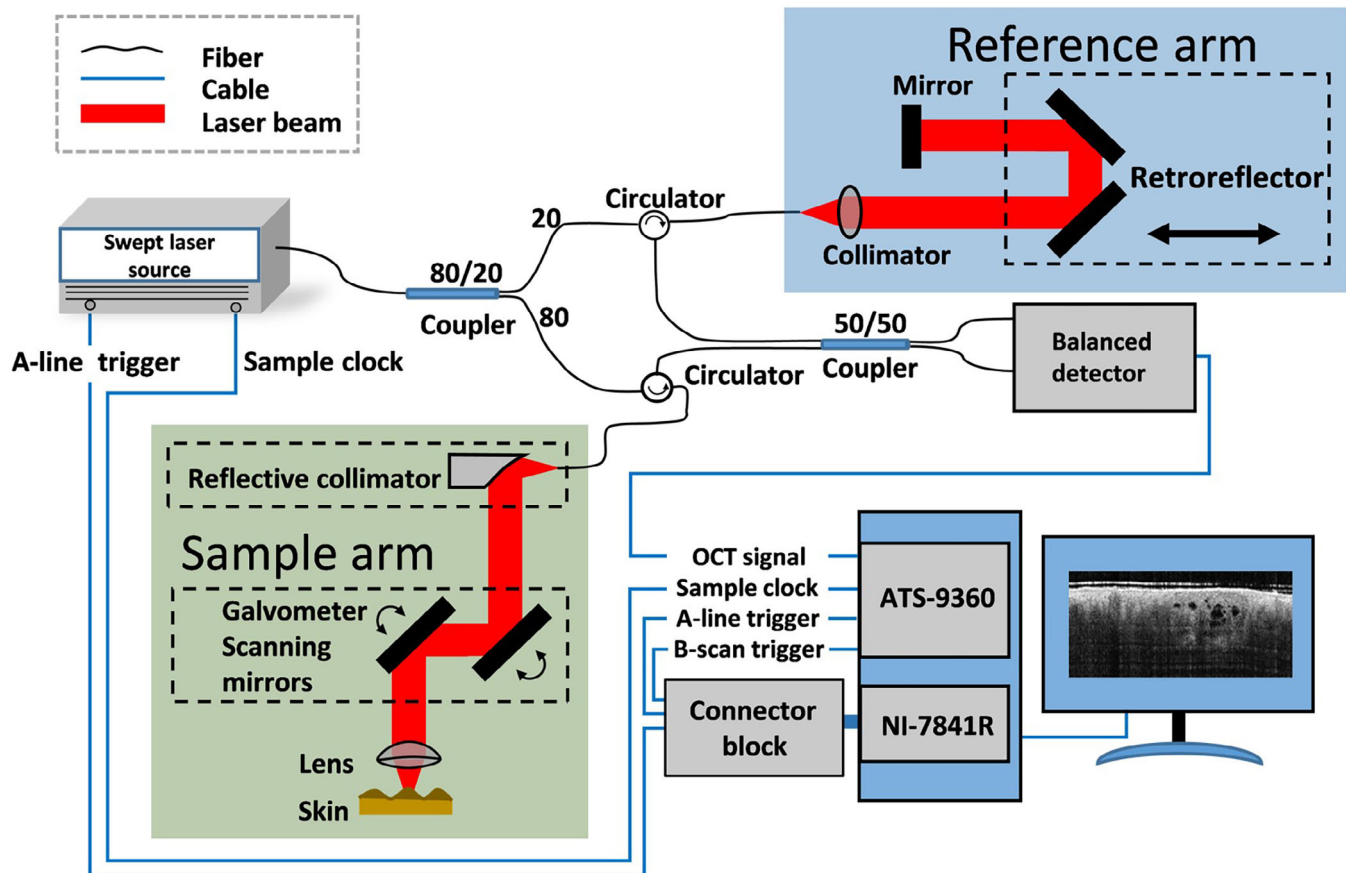 Fiber
Cable
Laser beam
Reference arm
Mirror
Retroreflector
Collimator
Swept laser
source
A-line trigger
Sample clock
80/20
Coupler
20
80
Circulator
Circulator
50/50
Coupler
Balanced
detector
Reflective collimator
Sample arm
Galvometer
Scanning
mirrors
Lens
Skin
OCT signal
Sample clock
A-line trigger
B-scan trigger
ATS-9360
Connector
block
NI-7841R